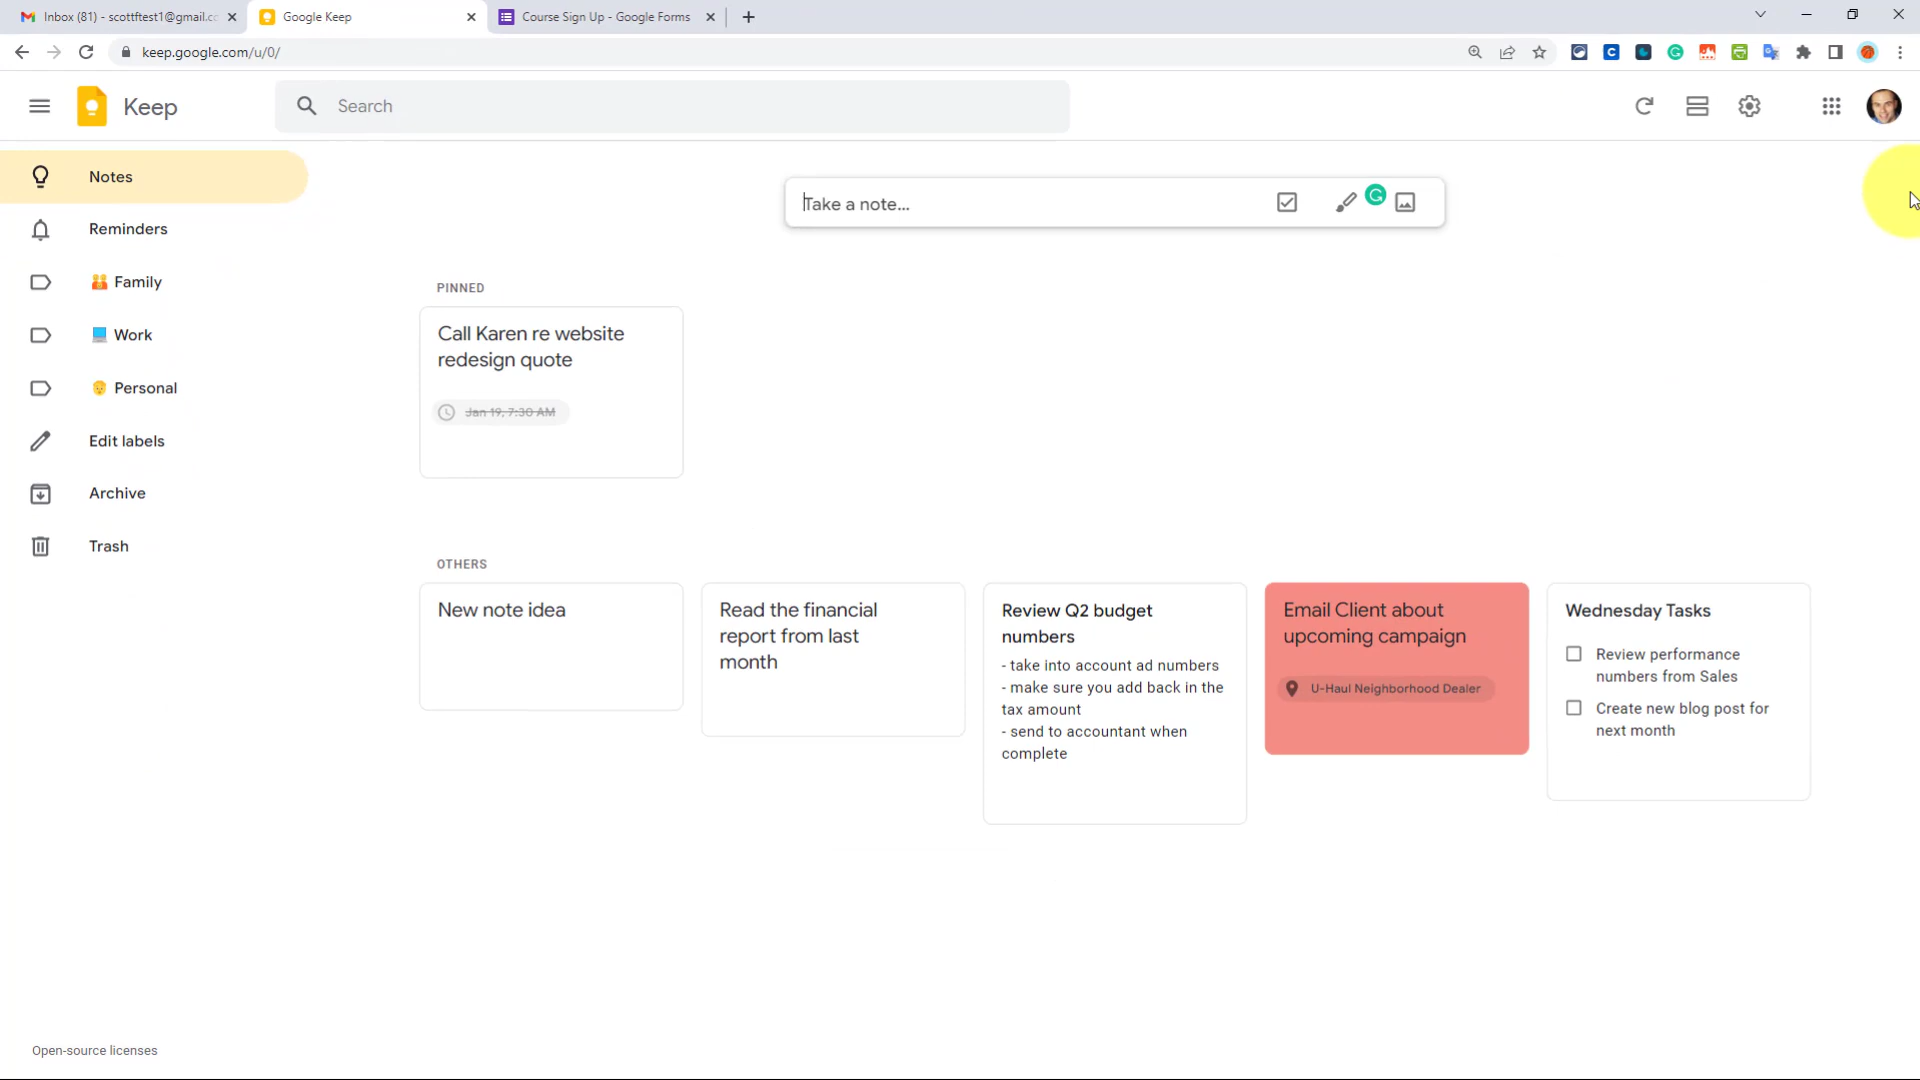 Inbox (81) - scottftest1@gmail.cc
Google Keep
Course Sign Up - Google Forms
keep.google.com/u/0/
Keep
Search
Notes
Reminders
Family
Work
Personal
Edit labels
Archive
Trash
Take a note...
PINNED
Call Karen re website
redesign quote
Jan 19, 7:30 AM
OTHERS
New note idea
Read the financial
report from last
month
Review Q2 budget
numbers
- take into account ad numbers
- make sure you add back in the
tax amount
- send to accountant when
complete
Email Client about
upcoming campaign
U-Haul Neighborhood Dealer
Wednesday Tasks
Review performance
numbers from Sales
Create new blog post for
next month
Open-source licenses